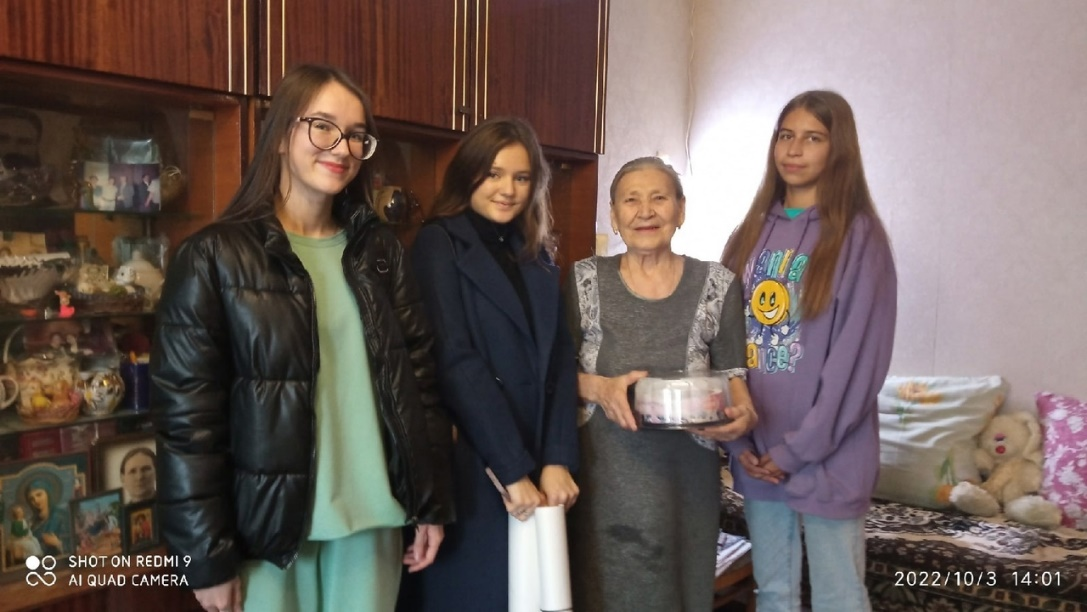 SHOT ON REDMI 9
AI QUAD CAMERA
2022/10/3 14:01